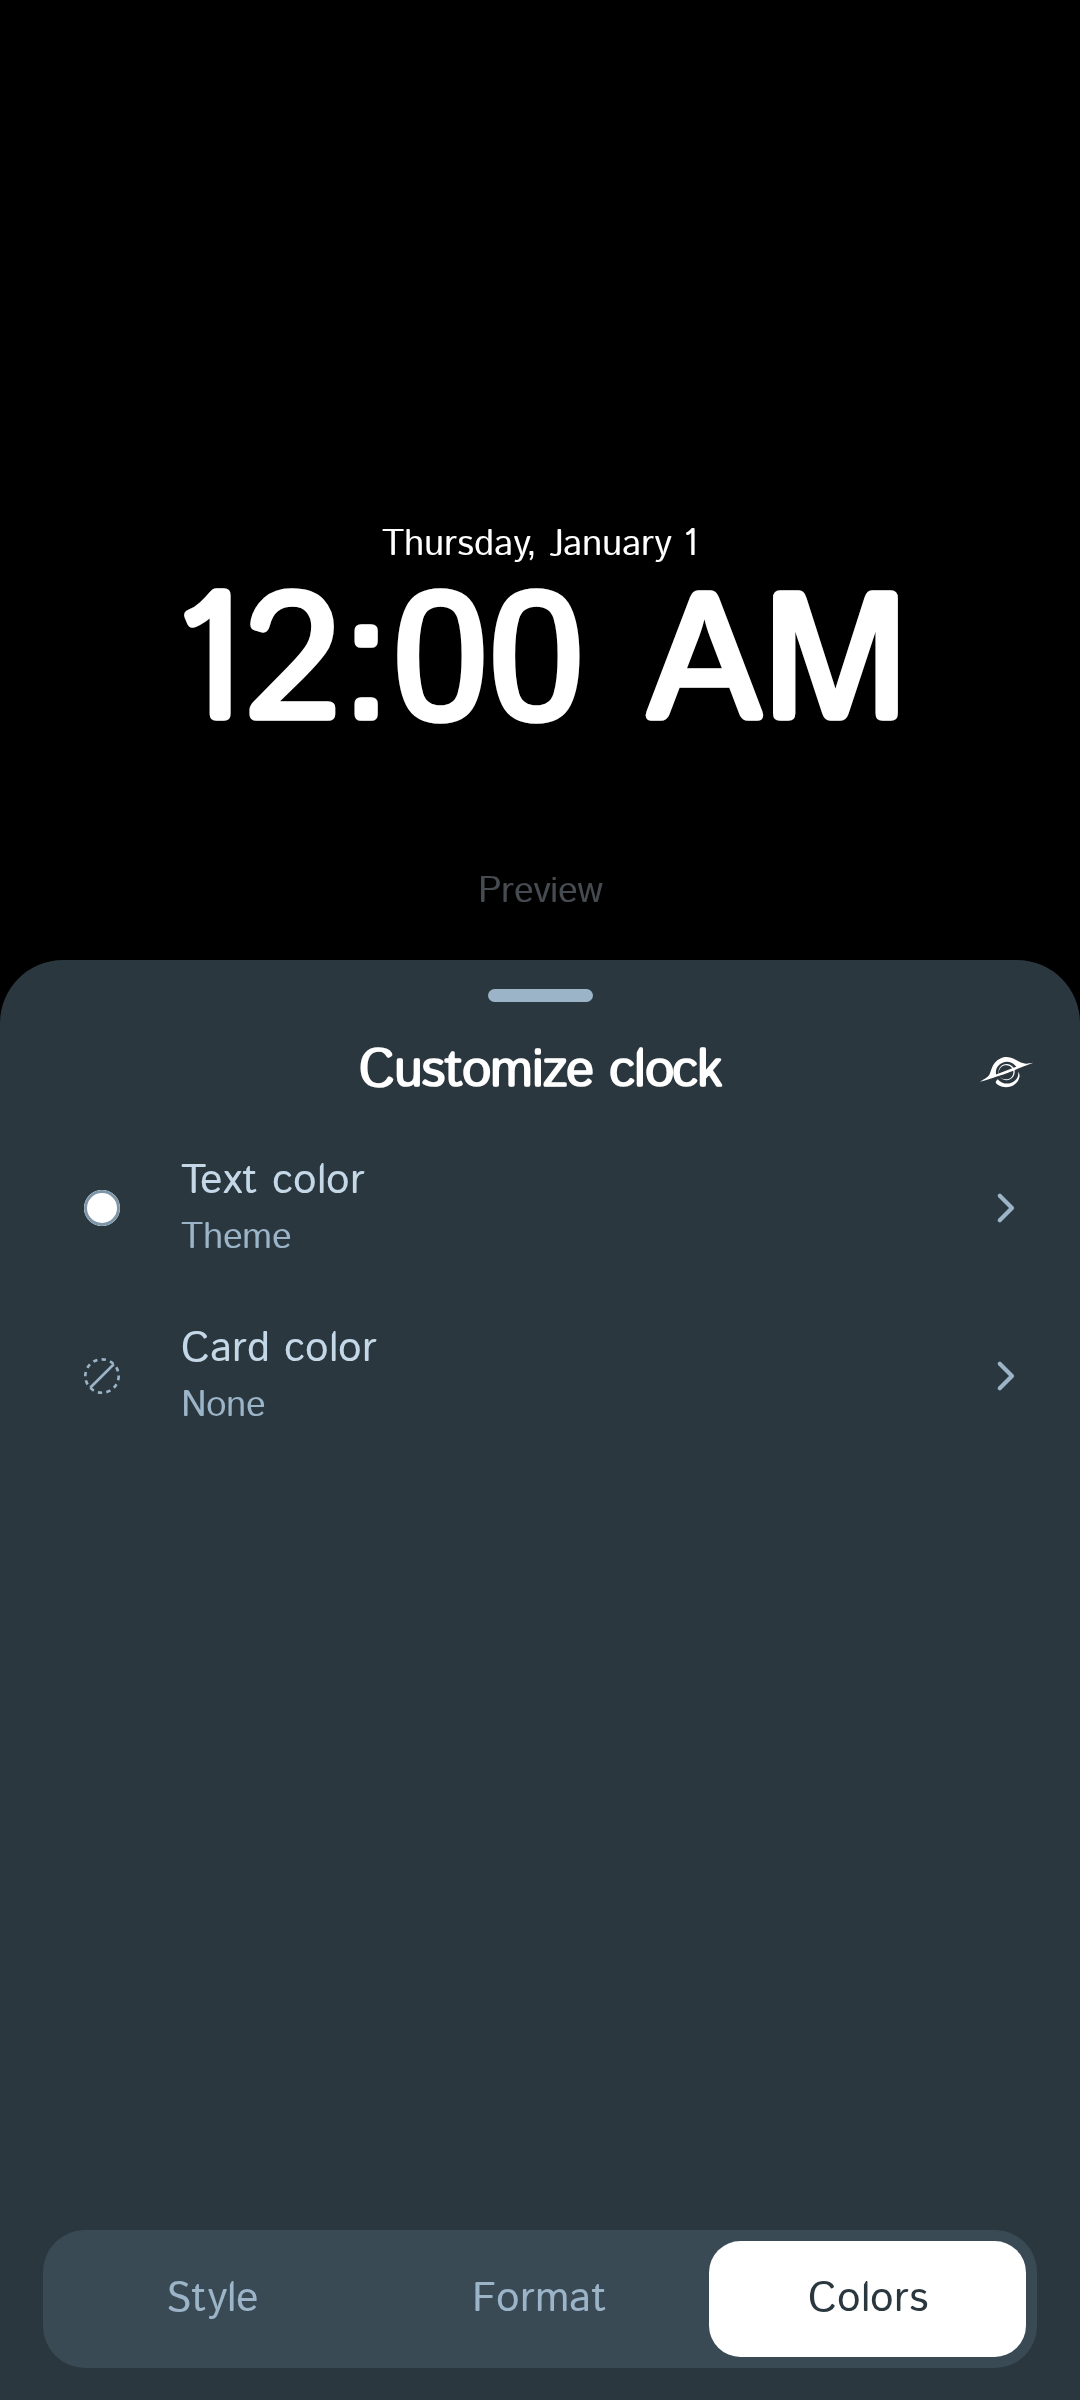 Thursday, January 1
12:00 AM
Preview
Customize clock
Text color
Theme
Card color
None
Style
Format
Colors